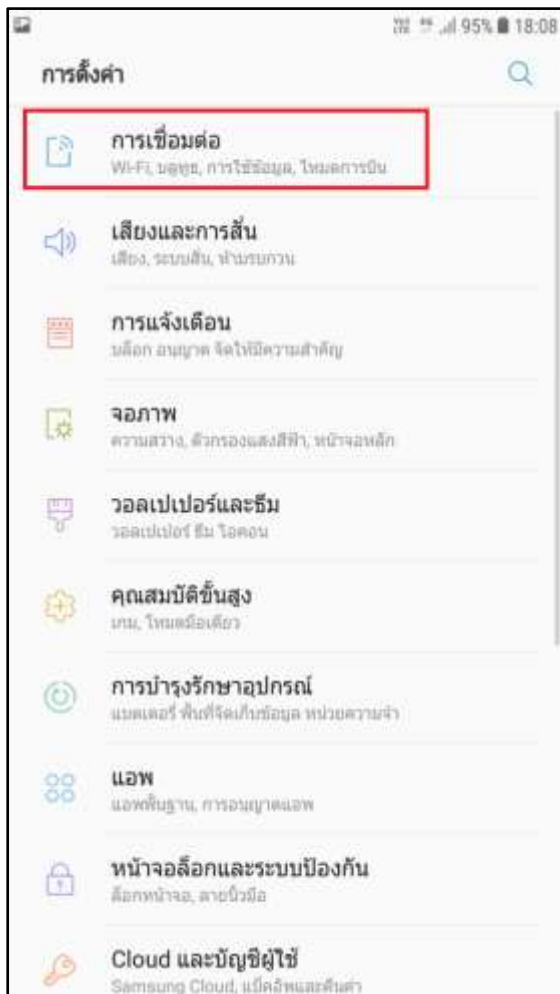 95% 18:08
การตั้งค่า
การเชื่อมต่อ
Wi-Fi, บลูทูธ, การใช้ข้อมูล, โหมดการบิน
เสียงและการสั่น
เสียง, ระบบสั่น, ห้ามรบกวน
การแจ้งเตือน
บล็อก อนุญาต จัดให้มีความสำคัญ
จอภาพ
ความสว่าง, ตัวกรองแสงสีฟ้า, หน้าจอหลัก
วอลเปเปอร์และธีม
วอลเปเปอร์ ธีม ไอคอน
คุณสมบัติขั้นสูง
เกม, โหมดมือเดียว
การบำรุงรักษาอุปกรณ์
แบตเตอรี่ พื้นที่จัดเก็บข้อมูล หน่วยความจำ
แอพ
แอพพื้นฐาน, การอนุญาตแอพ
หน้าจอล็อกและระบบป้องกัน
ล็อกหน้าจอ, ลายนิ้วมือ
Cloud และบัญชีผู้ใช้
Samsung Cloud, แบ็คอัพและคืนค่า